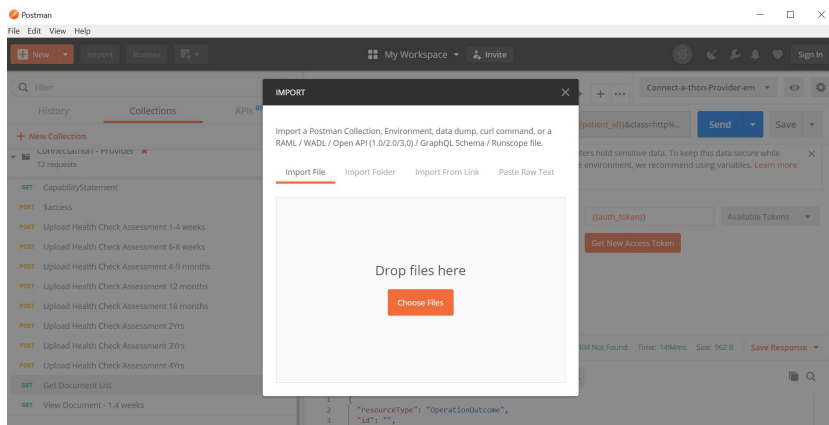 Postman
File Edit View Help
New Import Runner My Workspace Invite Sign In
Filter
History Collections APIs
+ New Collection
Connectathon - Provider
12 requests
GET CapabilityStatement
POST $access
POST Upload Health Check Assessment 1-4 weeks
POST Upload Health Check Assessment 6-8 weeks
POST Upload Health Check Assessment 4-9 months
POST Upload Health Check Assessment 12 months
POST Upload Health Check Assessment 18 months
POST Upload Health Check Assessment 2Yrs
POST Upload Health Check Assessment 3Yrs
POST Upload Health Check Assessment 4Yrs
GET Get Document List
GET View Document - 1.4 weeks
IMPORT
Import a Postman Collection, Environment, data dump, curl command, or a
RAML / WADL / Open API (1.0/2.0/3.0) / GraphQL Schema / Runscope file.
Import File Import Folder Import From Link Paste Raw Text
Drop files here
Choose Files
Connect-a-thon-Provider-en
{{patient_id}}&class=http%... Send Save
hold sensitive data. To keep this data secure while
environment, we recommend using variables. Learn more
{{auth_token}} Available Tokens
Get New Access Token
404 Not Found Time: 1494ms Size: 962 B Save Response
1 {
2 "resourceType": "OperationOutcome",
3 "id": "",